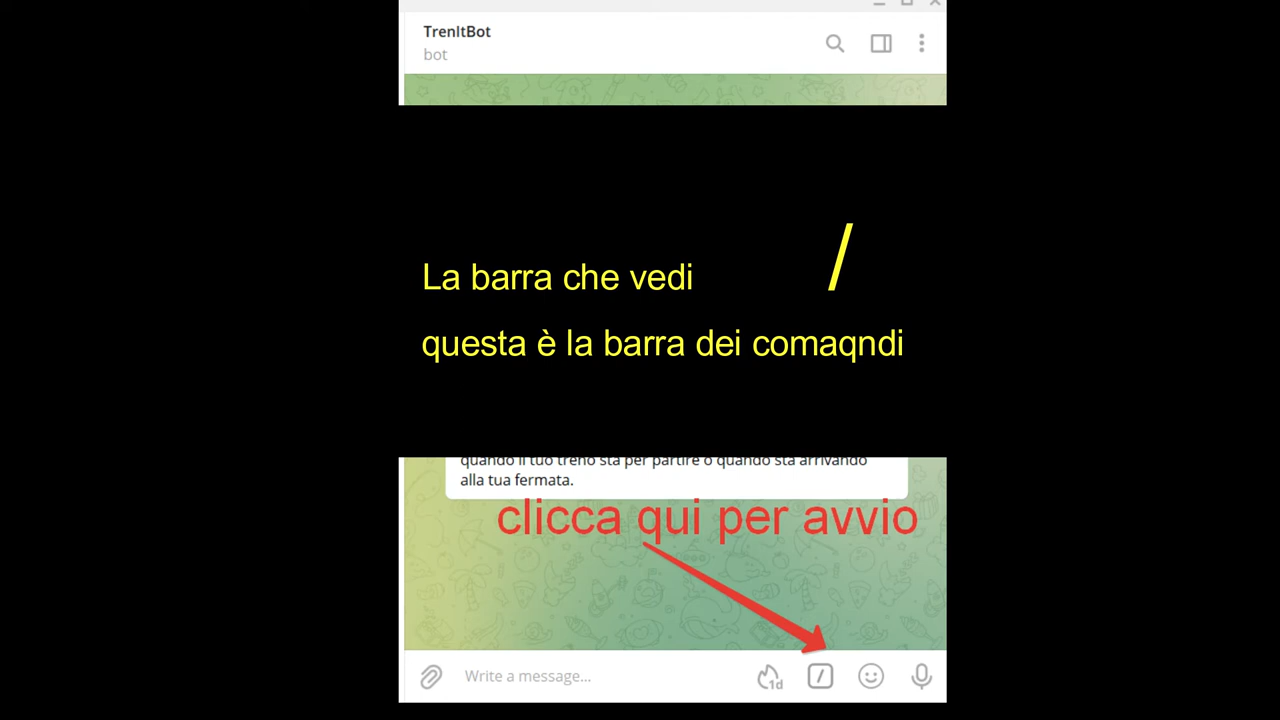 TrenItBot
bot
La barra che vedi /
questa è la barra dei comaqndi
quando il tuo treno sta per partire o quando sta arrivando
alla tua fermata.
clicca qui per avvio
Write a message...
1d
/